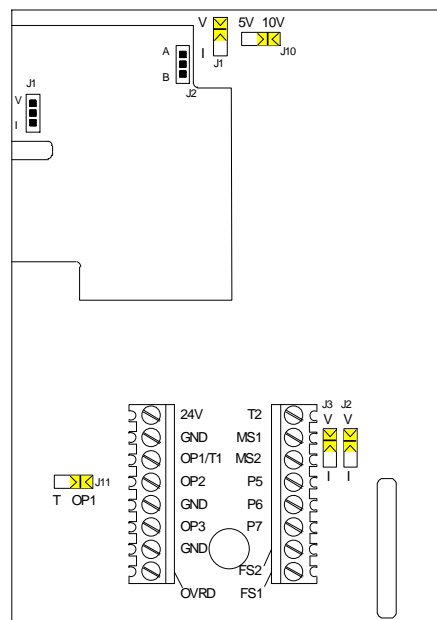 V 5V 10V
I J1 J10
A
B
J2
J1
V
I
J3 J2
V V
I I
24V T2
GND MS1
OP1/T1 MS2
OP2 P5
GND P6
OP3 P7
GND
FS2
OVRD FS1
J11
T OP1